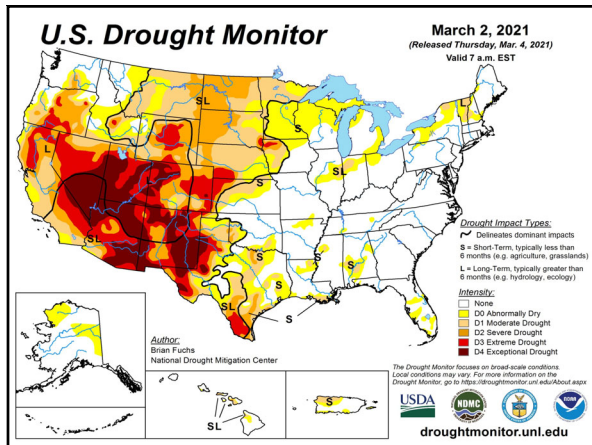 U.S. Drought Monitor
March 2, 2021
(Released Thursday, Mar. 4, 2021)
Valid 7 a.m. EST
SL
L
S
L
S
SL
S
S
SL
SL
S
Drought Impact Types:
Delineates dominant impacts
S = Short-Term, typically less than
6 months (e.g. agriculture, grasslands)
L = Long-Term, typically greater than
6 months (e.g. hydrology, ecology)
Intensity:
None
D0 Abnormally Dry
D1 Moderate Drought
D2 Severe Drought
D3 Extreme Drought
D4 Exceptional Drought
Author:
Brian Fuchs
National Drought Mitigation Center
SL
S
The Drought Monitor focuses on broad-scale conditions.
Local conditions may vary. For more information on the
Drought Monitor, go to https://droughtmonitor.unl.edu/About.aspx
USDA
NDMC
NOAA
droughtmonitor.unl.edu